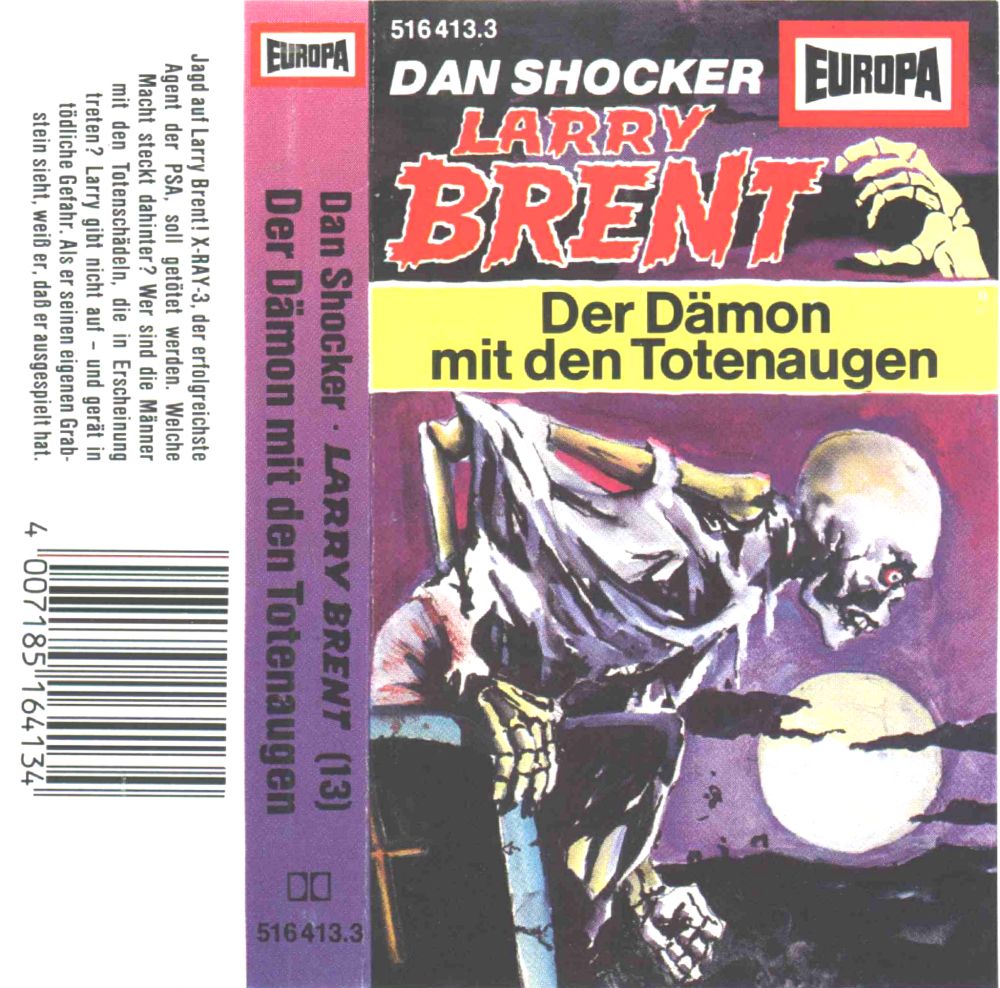 Jagd auf Larry Brent! X-RAY-3, der erfolgreichste
Agent der PSA, soll getötet werden. Welche
Macht steckt dahinter? Wer sind die Männer
mit den Totenschädeln, die in Erscheinung
treten? Larry gibt nicht auf – und gerät in
tödliche Gefahr. Als er seinen eigenen Grab-
stein sieht, weiß er, daß er ausgespielt hat.
4 007185 164134
EUROPA
Dan Shocker · LARRY BRENT (13)
Der Dämon mit den Totenaugen
516 413.3
516 413.3
DAN SHOCKER
EUROPA
LARRY
BRENT
Der Dämon
mit den Totenaugen